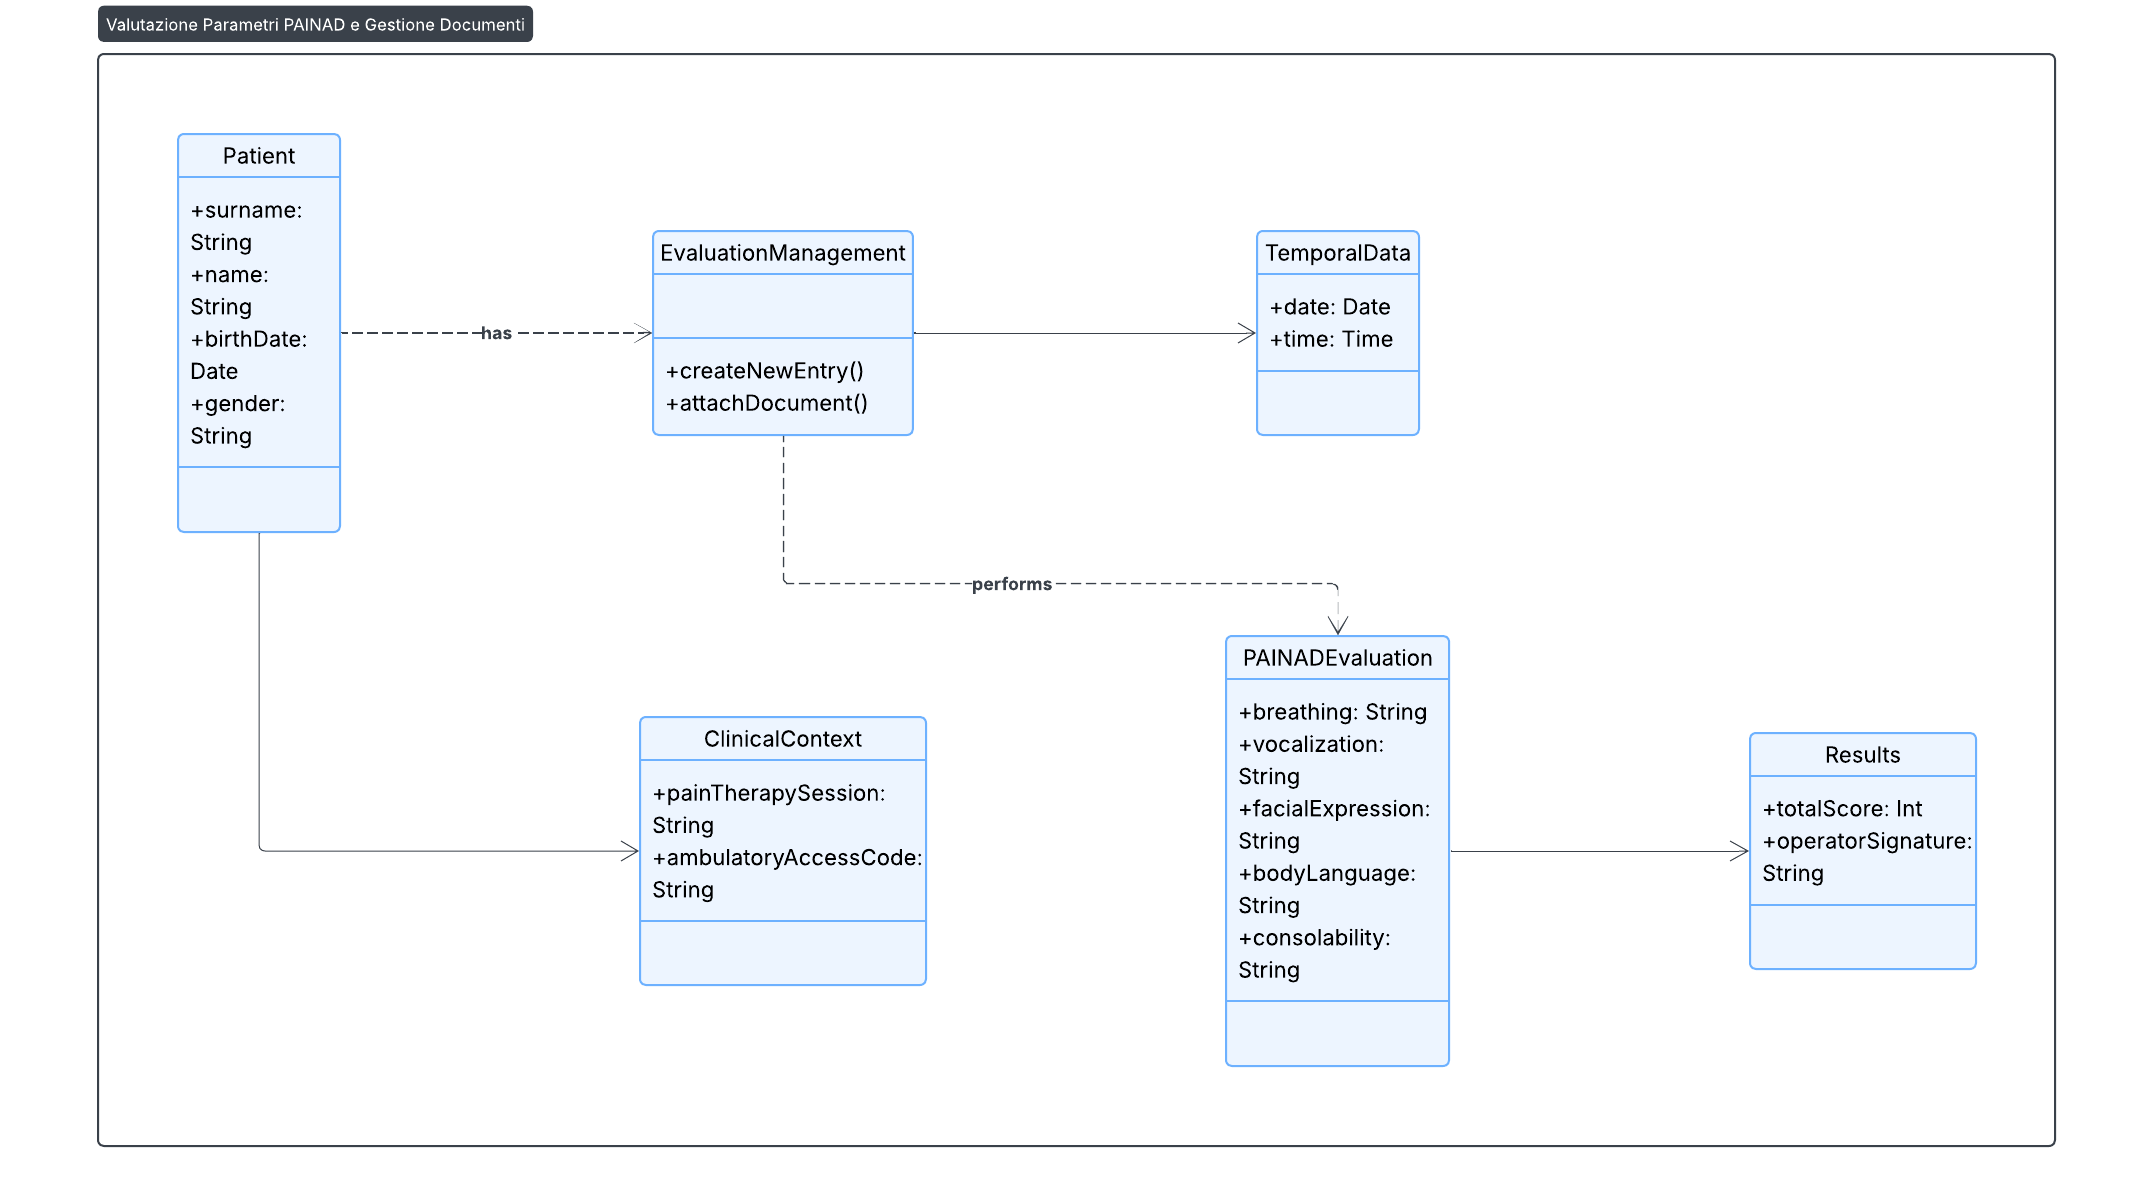 Valutazione Parametri PAINAD e Gestione Documenti
Patient
+surname:
String
+name:
String
+birthDate:
Date
+gender:
String
has
EvaluationManagement
+createNewEntry()
+attachDocument()
TemporalData
+date: Date
+time: Time
performs
ClinicalContext
+painTherapySession:
String
+ambulatoryAccessCode:
String
PAINADEvaluation
+breathing: String
+vocalization:
String
+facialExpression:
String
+bodyLanguage:
String
+consolability:
String
Results
+totalScore: Int
+operatorSignature:
String